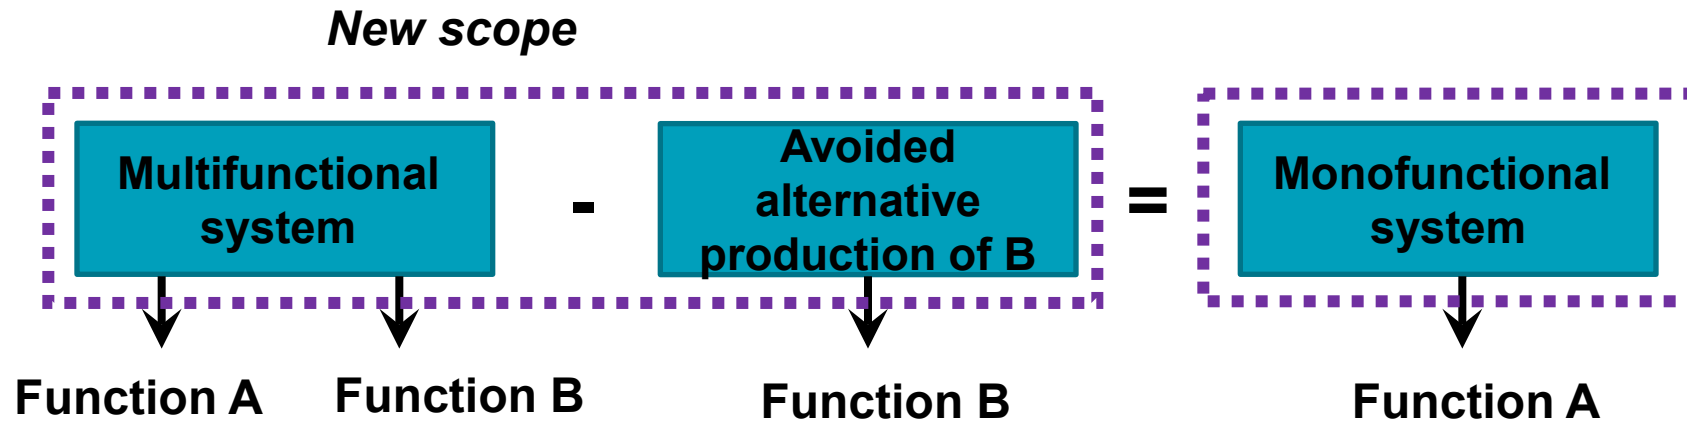 New scope
Multifunctional
system
-
Avoided
alternative
production of B
=
Monofunctional
system
Function A
Function B
Function B
Function A